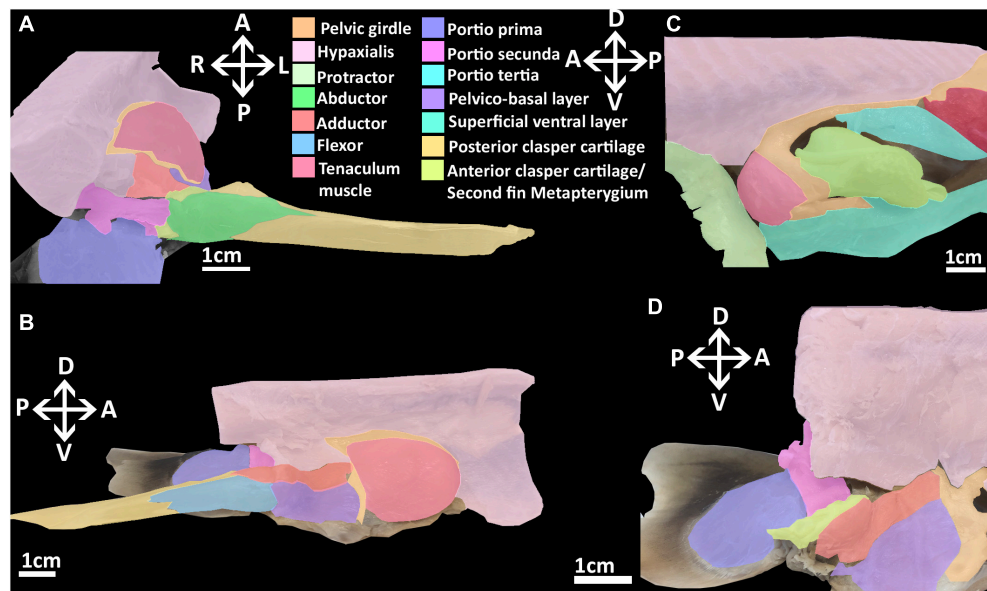 A
A
R
L
P
Pelvic girdle
Hypaxialis
Protractor
Abductor
Adductor
Flexor
Tenaculum
muscle
Portio prima
Portio secunda
Portio tertia
Pelvico-basal layer
Superficial ventral layer
Posterior clasper cartilage
Anterior clasper cartilage/
Second fin Metapterygium
1cm
C
D
A
P
V
1cm
B
D
P
A
V
1cm
D
D
P
A
V
1cm